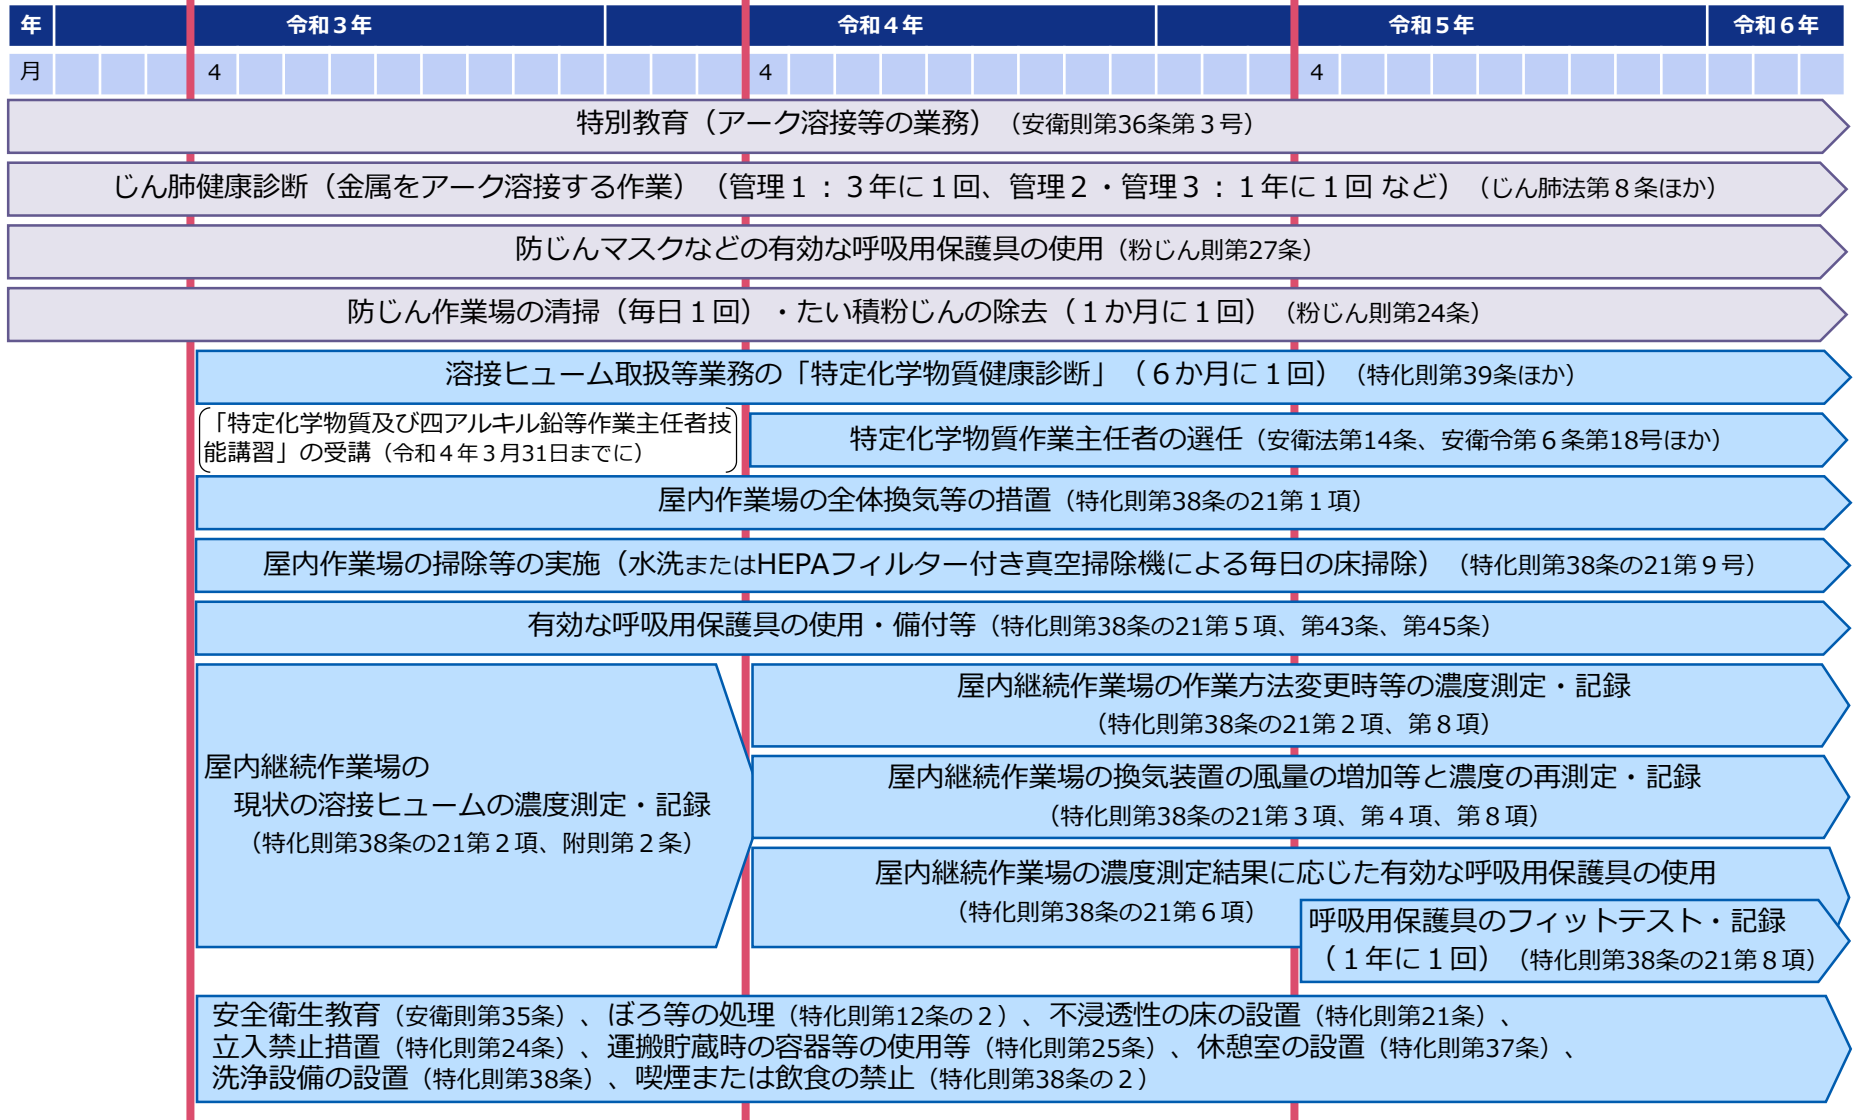 年 令和３年 令和４年 令和５年 令和６年
月 4 4 4
特別教育（アーク溶接等の業務）（安衛則第36条第３号）
じん肺健康診断（金属をアーク溶接する作業）（管理１：３年に１回、管理２・管理３：１年に１回 など）（じん肺法第８条ほか）
防じんマスクなどの有効な呼吸用保護具の使用（粉じん則第27条）
防じん作業場の清掃（毎日１回）・たい積粉じんの除去（１か月に１回）（粉じん則第24条）
溶接ヒューム取扱等業務の「特定化学物質健康診断」（６か月に１回）（特化則第39条ほか）
「特定化学物質及び四アルキル鉛等作業主任者技
能講習」の受講（令和４年３月31日までに）
特定化学物質作業主任者の選任（安衛法第14条、安衛令第６条第18号ほか）
屋内作業場の全体換気等の措置（特化則第38条の21第１項）
屋内作業場の掃除等の実施（水洗またはHEPAフィルター付き真空掃除機による毎日の床掃除）（特化則第38条の21第９号）
有効な呼吸用保護具の使用・備付等（特化則第38条の21第５項、第43条、第45条）
屋内継続作業場の
現状の溶接ヒュームの濃度測定・記録
（特化則第38条の21第２項、附則第２条）
屋内継続作業場の作業方法変更時等の濃度測定・記録
（特化則第38条の21第２項、第８項）
屋内継続作業場の換気装置の風量の増加等と濃度の再測定・記録
（特化則第38条の21第３項、第４項、第８項）
屋内継続作業場の濃度測定結果に応じた有効な呼吸用保護具の使用
（特化則第38条の21第６項）
呼吸用保護具のフィットテスト・記録
（１年に１回）（特化則第38条の21第８項）
安全衛生教育（安衛則第35条）、ぼろ等の処理（特化則第12条の２）、不浸透性の床の設置（特化則第21条）、
立入禁止措置（特化則第24条）、運搬貯蔵時の容器等の使用等（特化則第25条）、休憩室の設置（特化則第37条）、
洗浄設備の設置（特化則第38条）、喫煙または飲食の禁止（特化則第38条の２）